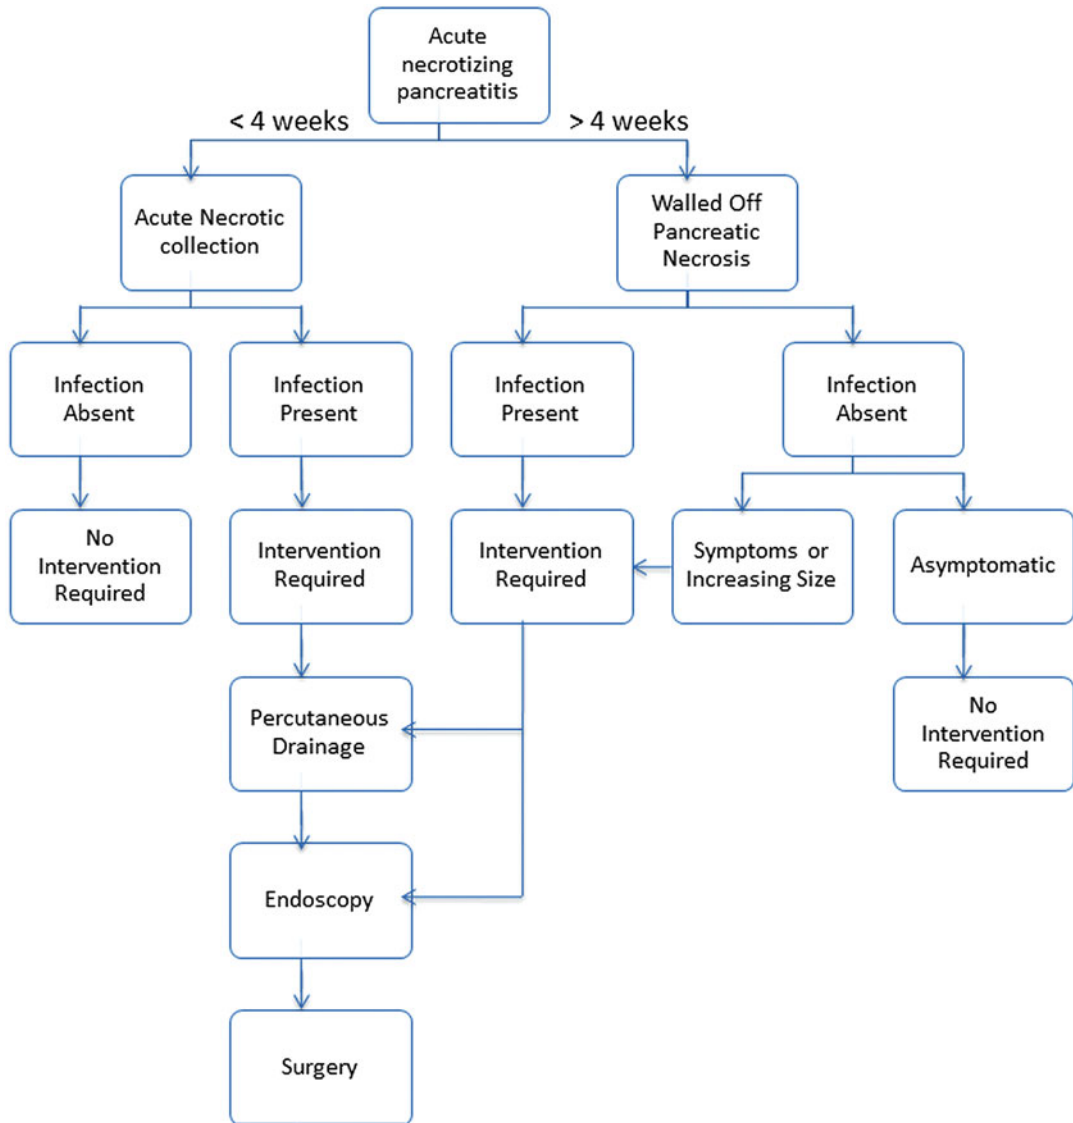 Acute
necrotizing
pancreatitis
< 4 weeks
> 4 weeks
Acute Necrotic
collection
Walled Off
Pancreatic
Necrosis
Infection
Absent
Infection
Present
Infection
Present
Infection
Absent
No
Intervention
Required
Intervention
Required
Intervention
Required
Symptoms or
Increasing Size
Asymptomatic
Percutaneous
Drainage
No
Intervention
Required
Endoscopy
Surgery